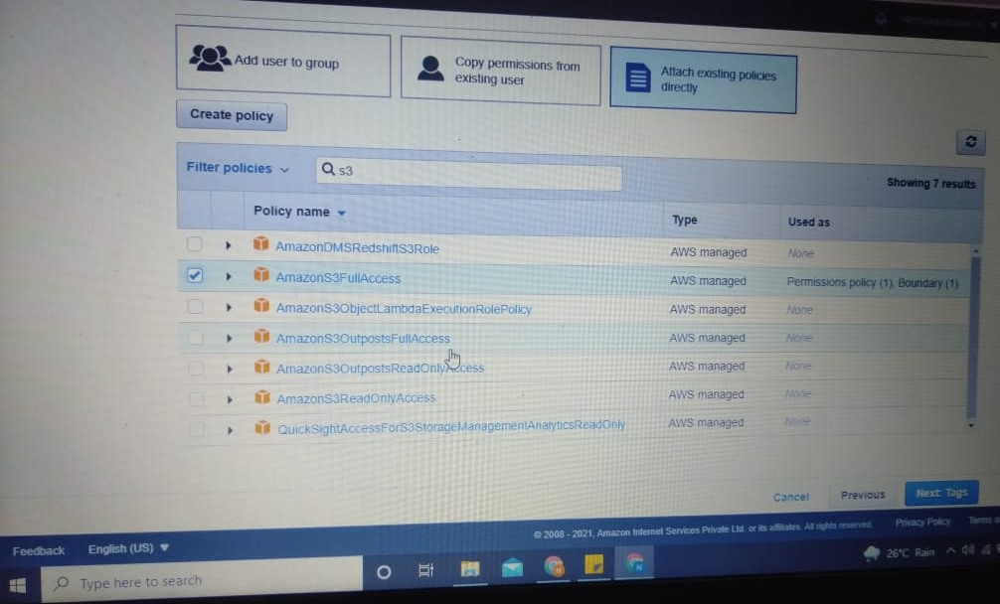 Add user to group
Copy permissions from
existing user
Attach existing policies
directly
Create policy
Filter policies
s3
Showing 7 results
Policy name
Type
Used as
AmazonDMSRedshiftS3Role
AWS managed
None
AmazonS3FullAccess
AWS managed
Permissions policy (1), Boundary (1)
AmazonS3ObjectLambdaExecutionRolePolicy
AWS managed
None
AmazonS3OutpostsFullAccess
AWS managed
None
AmazonS3OutpostsReadOnlyAccess
AWS managed
None
AmazonS3ReadOnlyAccess
AWS managed
None
QuickSightAccessForS3StorageManagementAnalyticsReadOnly
AWS managed
None
Cancel
Previous
Next: Tags
Feedback
English (US)
© 2008 - 2021, Amazon Internet Services Private Ltd. or its affiliates. All rights reserved.
Privacy Policy
Terms
Type here to search
26°C Rain